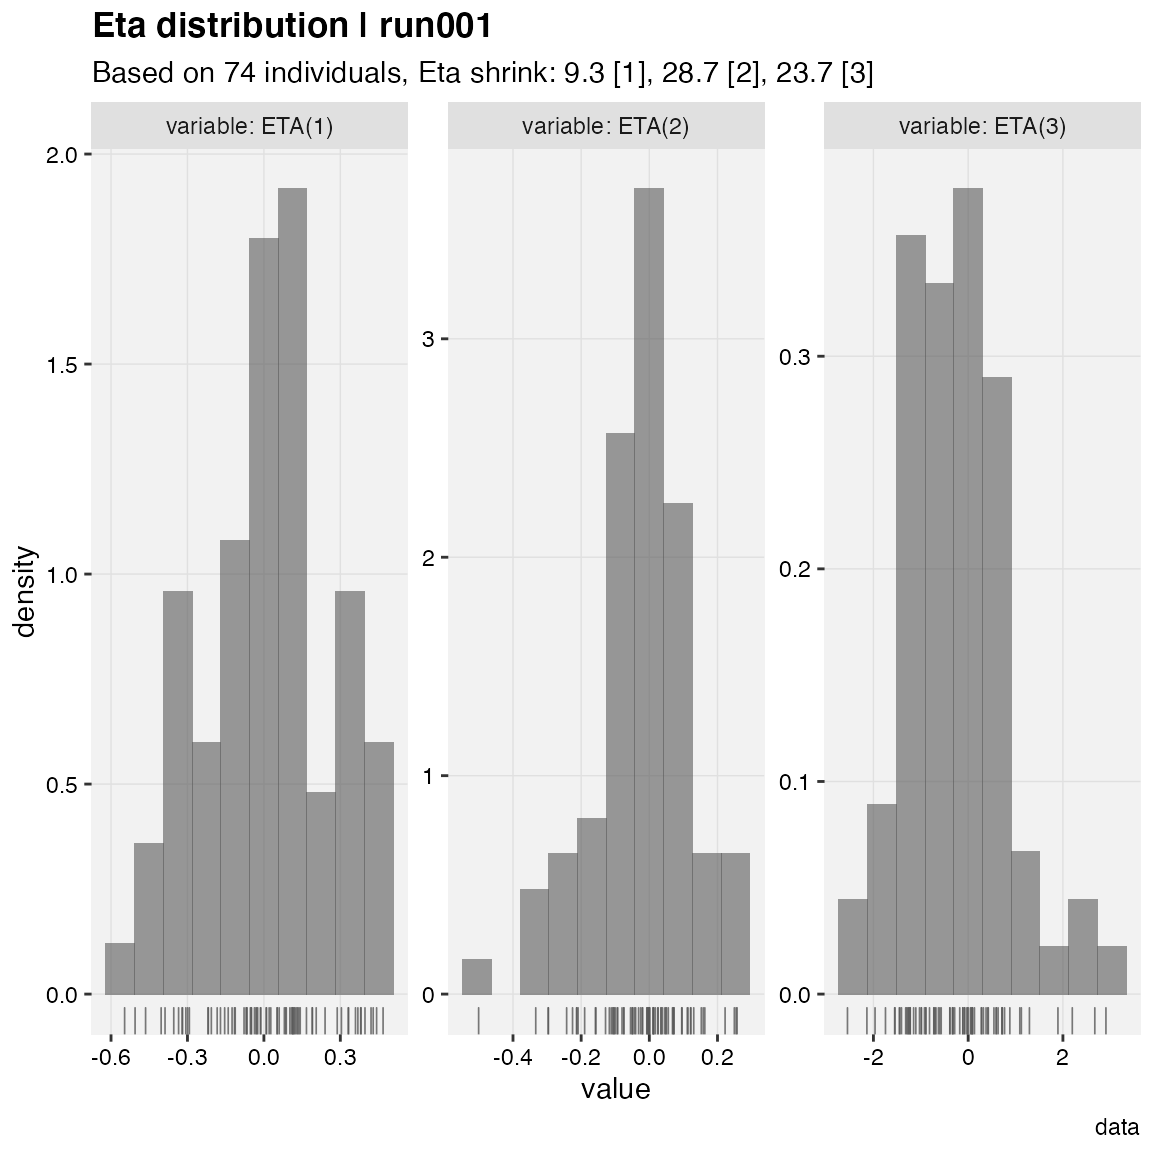 Eta distribution | run001
Based on 74 individuals, Eta shrink: 9.3 [1], 28.7 [2], 23.7 [3]
variable: ETA(1)
variable: ETA(2)
variable: ETA(3)
density
2.0
1.5
1.0
0.5
0.0
3
2
1
0
0.3
0.2
0.1
0.0
-0.6 -0.3 0.0 0.3
-0.4 -0.2 0.0 0.2
-2 0 2
value
data